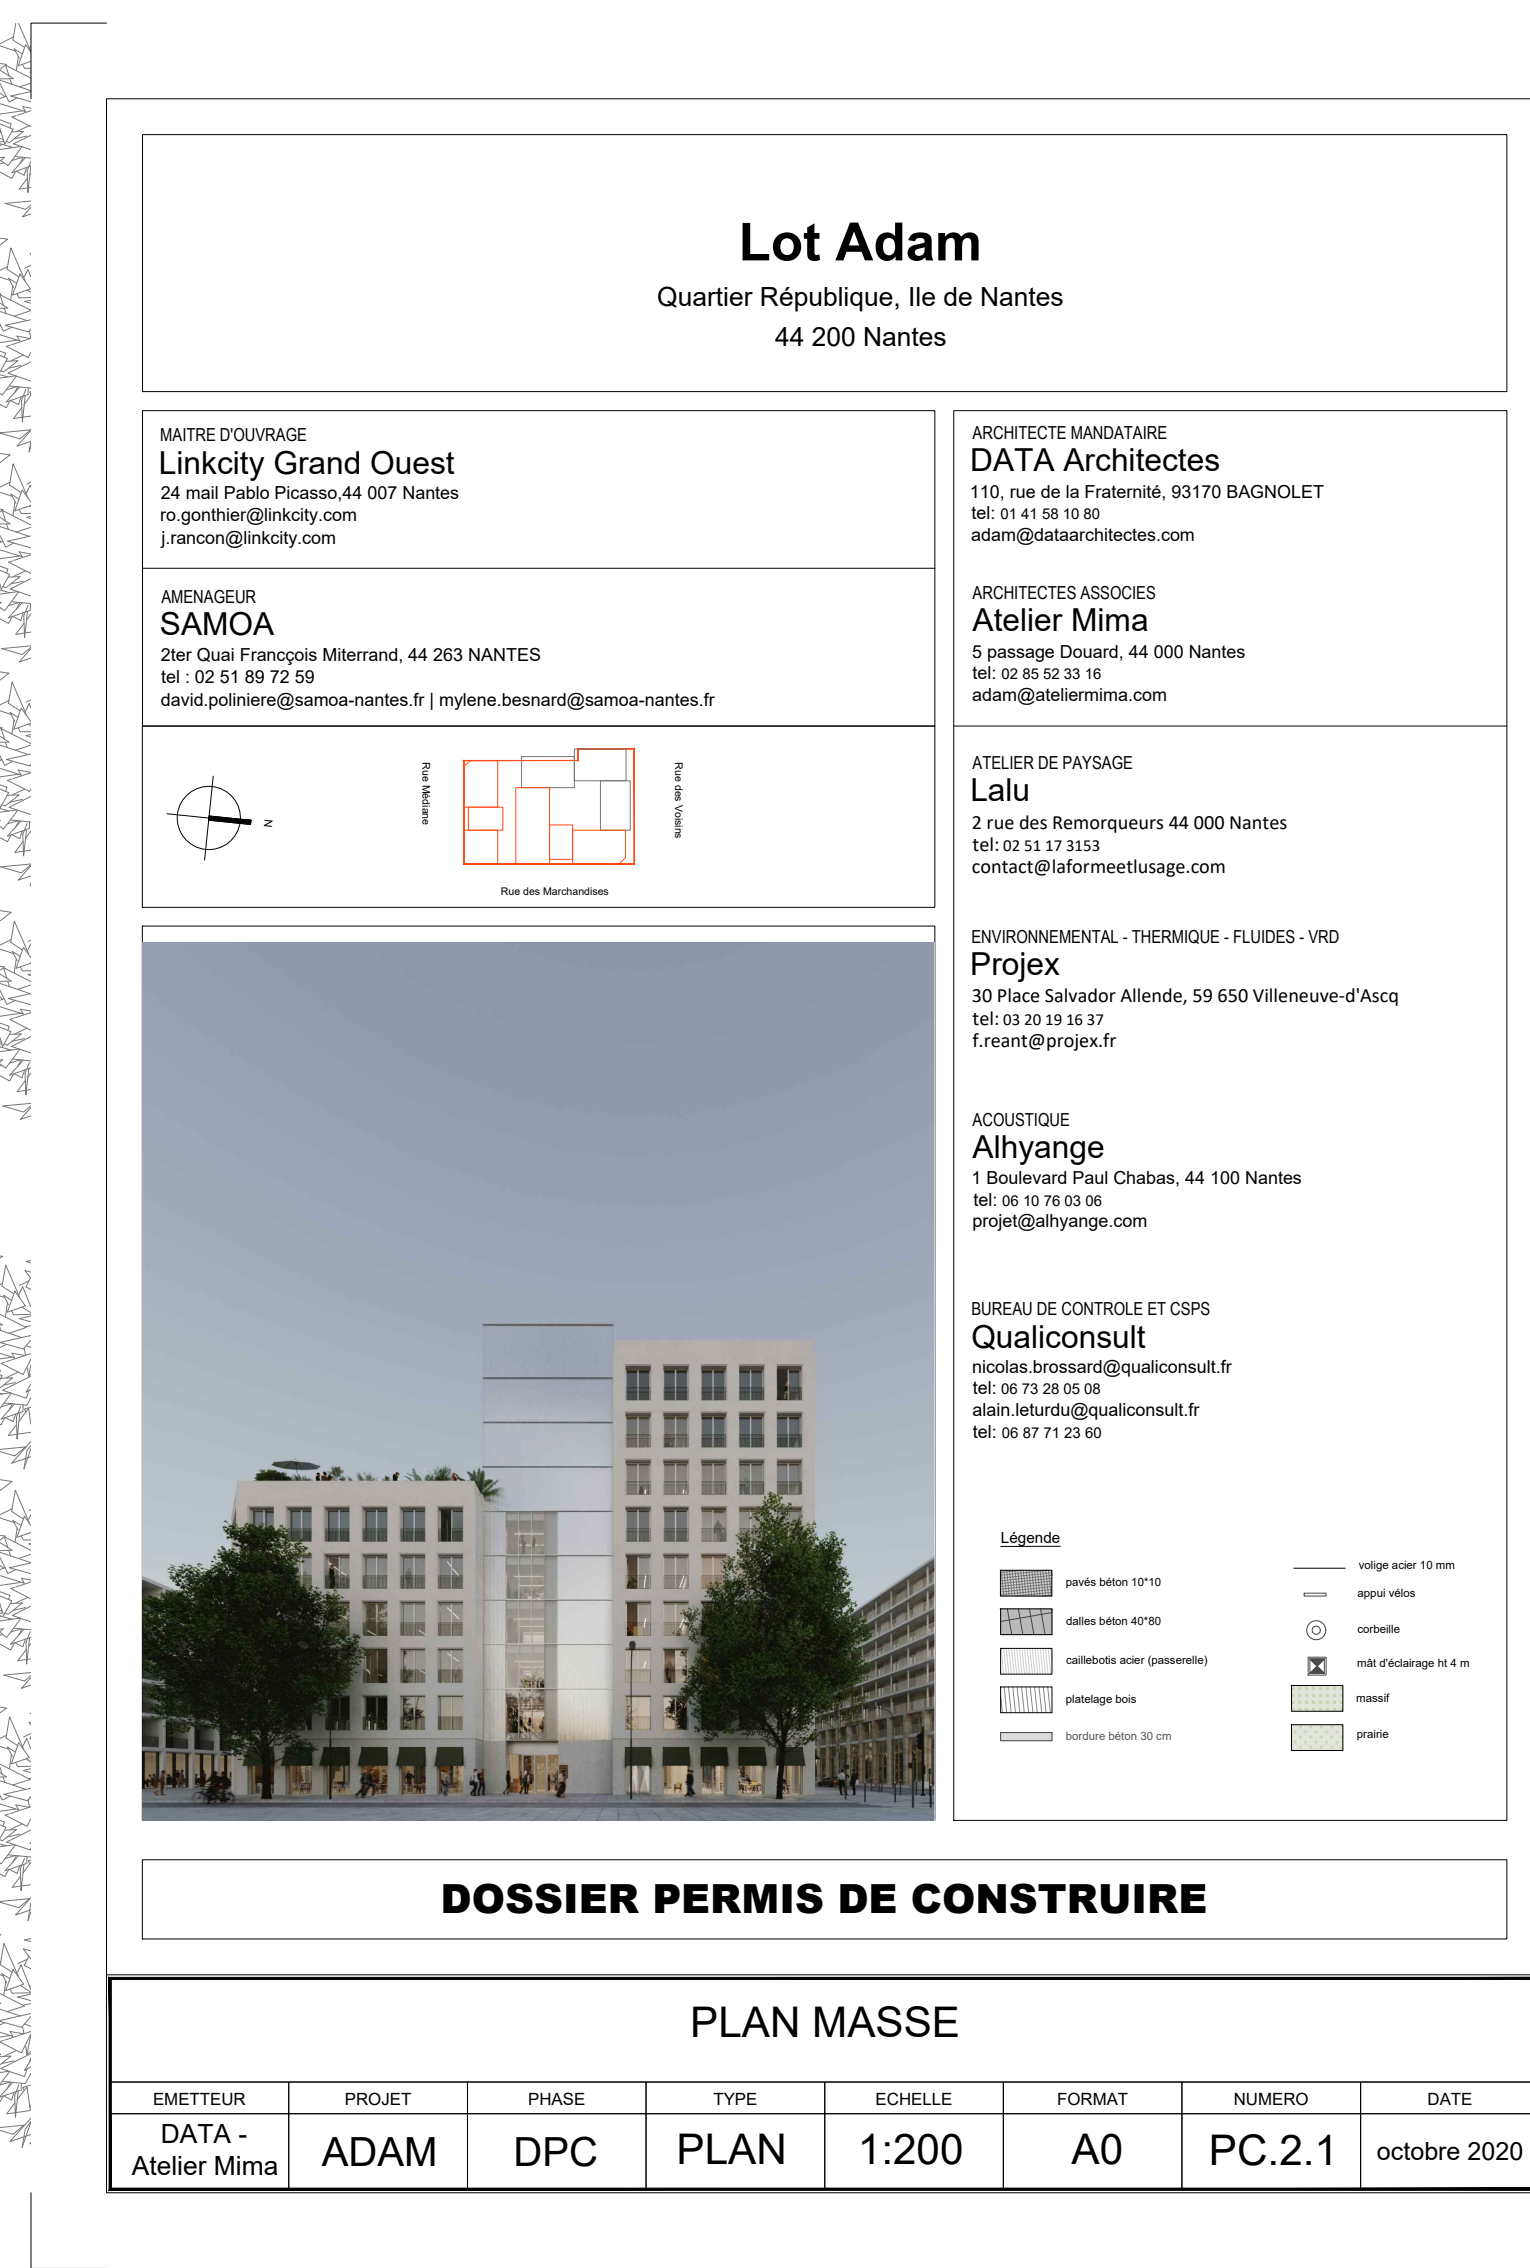 Lot Adam
Quartier République, Ile de Nantes
44 200 Nantes
MAITRE D'OUVRAGE
Linkcity Grand Ouest
24 mail Pablo Picasso,44 007 Nantes
ro.gonthier@linkcity.com
j.rancon@linkcity.com
AMENAGEUR
SAMOA
2ter Quai Francçois Miterrand, 44 263 NANTES
tel : 02 51 89 72 59
david.poliniere@samoa-nantes.fr | mylene.besnard@samoa-nantes.fr
N
Rue Médiane
Rue des Voisins
Rue des Marchandises
ARCHITECTE MANDATAIRE
DATA Architectes
110, rue de la Fraternité, 93170 BAGNOLET
tel: 01 41 58 10 80
adam@dataarchitectes.com
ARCHITECTES ASSOCIES
Atelier Mima
5 passage Douard, 44 000 Nantes
tel: 02 85 52 33 16
adam@ateliermima.com
ATELIER DE PAYSAGE
Lalu
2 rue des Remorqueurs 44 000 Nantes
tel: 02 51 17 3153
contact@laformeetlusage.com
ENVIRONNEMENTAL - THERMIQUE - FLUIDES - VRD
Projex
30 Place Salvador Allende, 59 650 Villeneuve-d'Ascq
tel: 03 20 19 16 37
f.reant@projex.fr
ACOUSTIQUE
Alhyange
1 Boulevard Paul Chabas, 44 100 Nantes
tel: 06 10 76 03 06
projet@alhyange.com
BUREAU DE CONTROLE ET CSPS
Qualiconsult
nicolas.brossard@qualiconsult.fr
tel: 06 73 28 05 08
alain.leturdu@qualiconsult.fr
tel: 06 87 71 23 60
Légende
pavés béton 10*10
dalles béton 40*80
caillebotis acier (passerelle)
platelage bois
bordure béton 30 cm
volige acier 10 mm
appui vélos
corbeille
mât d'éclairage ht 4 m
massif
prairie
DOSSIER PERMIS DE CONSTRUIRE
PLAN MASSE
EMETTEUR PROJET PHASE TYPE ECHELLE FORMAT NUMERO DATE
DATA -
Atelier Mima ADAM DPC PLAN 1:200 A0 PC.2.1 octobre 2020